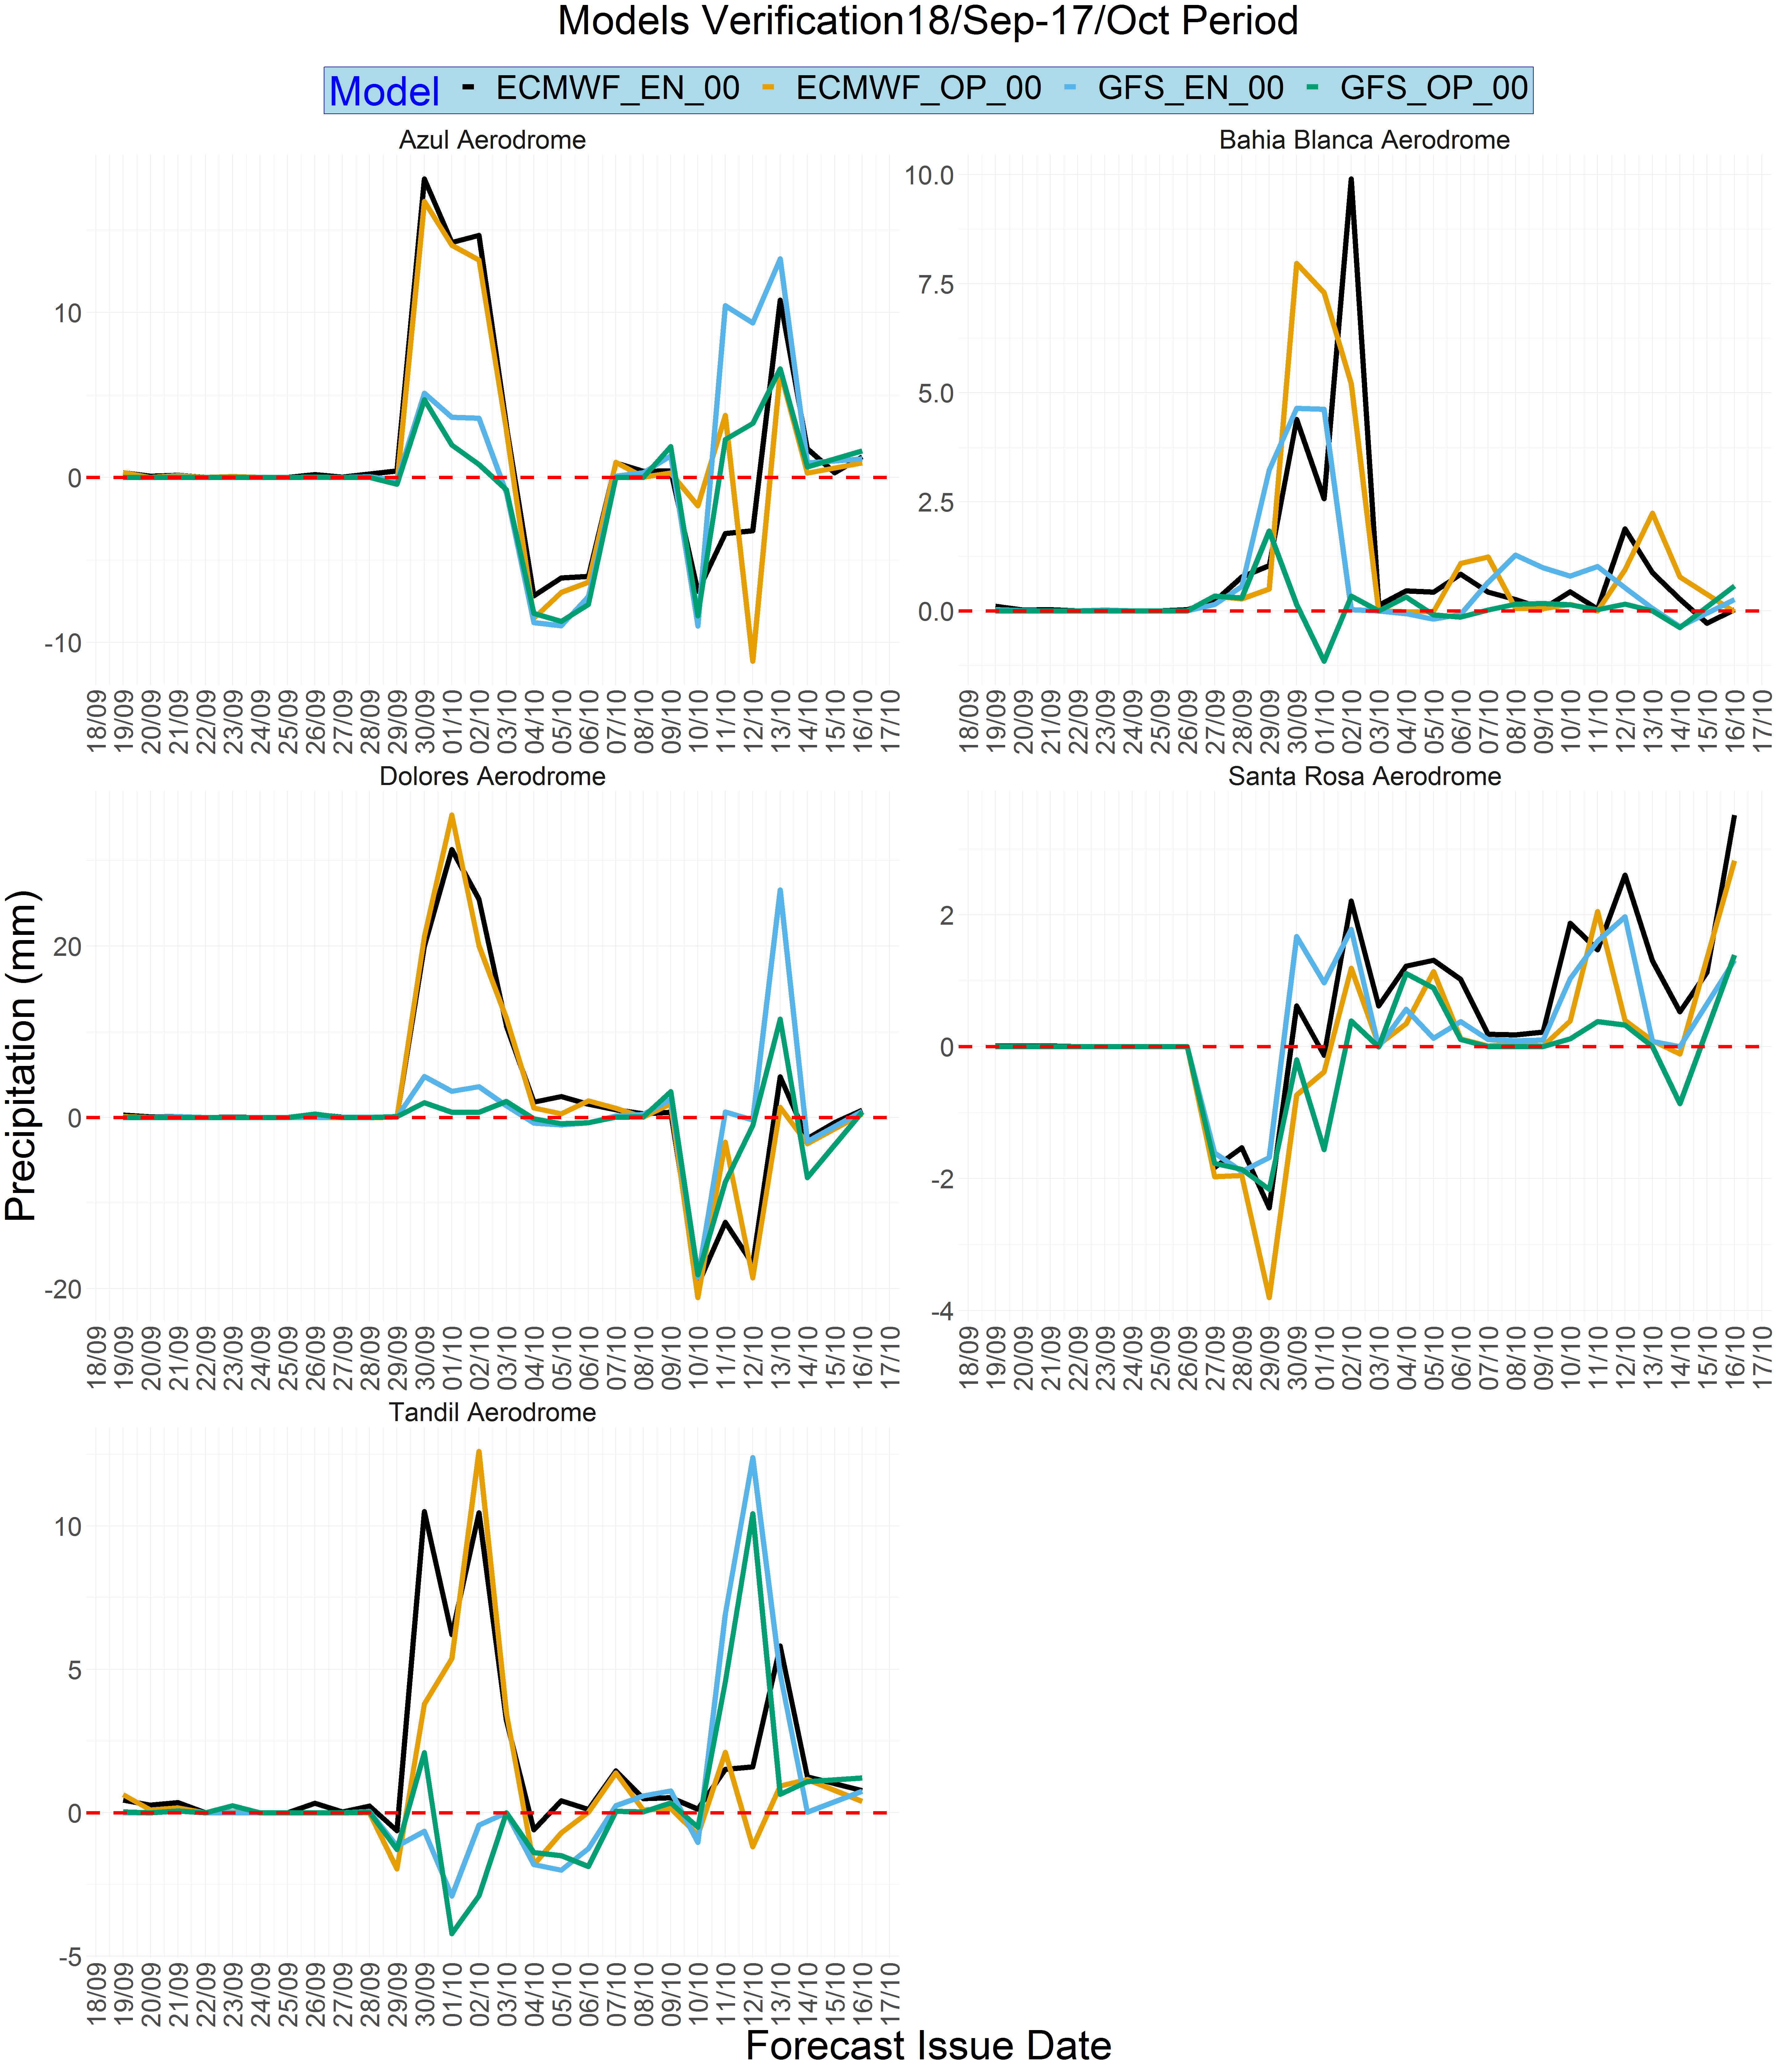 Models Verification18/Sep-17/Oct Period
Model ECMWF_EN_00 ECMWF_OP_00 GFS_EN_00 GFS_OP_00
Azul Aerodrome
10
0
-10
18/09 19/09 20/09 21/09 22/09 23/09 24/09 25/09 26/09 27/09 28/09 29/09 30/09 01/10 02/10 03/10 04/10 05/10 06/10 07/10 08/10 09/10 10/10 11/10 12/10 13/10 14/10 15/10 16/10 17/10
Bahia Blanca Aerodrome
10.0
7.5
5.0
2.5
0.0
18/09 19/09 20/09 21/09 22/09 23/09 24/09 25/09 26/09 27/09 28/09 29/09 30/09 01/10 02/10 03/10 04/10 05/10 06/10 07/10 08/10 09/10 10/10 11/10 12/10 13/10 14/10 15/10 16/10 17/10
Dolores Aerodrome
20
0
-20
18/09 19/09 20/09 21/09 22/09 23/09 24/09 25/09 26/09 27/09 28/09 29/09 30/09 01/10 02/10 03/10 04/10 05/10 06/10 07/10 08/10 09/10 10/10 11/10 12/10 13/10 14/10 15/10 16/10 17/10
Santa Rosa Aerodrome
2
0
-2
-4
18/09 19/09 20/09 21/09 22/09 23/09 24/09 25/09 26/09 27/09 28/09 29/09 30/09 01/10 02/10 03/10 04/10 05/10 06/10 07/10 08/10 09/10 10/10 11/10 12/10 13/10 14/10 15/10 16/10 17/10
Tandil Aerodrome
10
5
0
-5
18/09 19/09 20/09 21/09 22/09 23/09 24/09 25/09 26/09 27/09 28/09 29/09 30/09 01/10 02/10 03/10 04/10 05/10 06/10 07/10 08/10 09/10 10/10 11/10 12/10 13/10 14/10 15/10 16/10 17/10
Precipitation (mm)
Forecast Issue Date